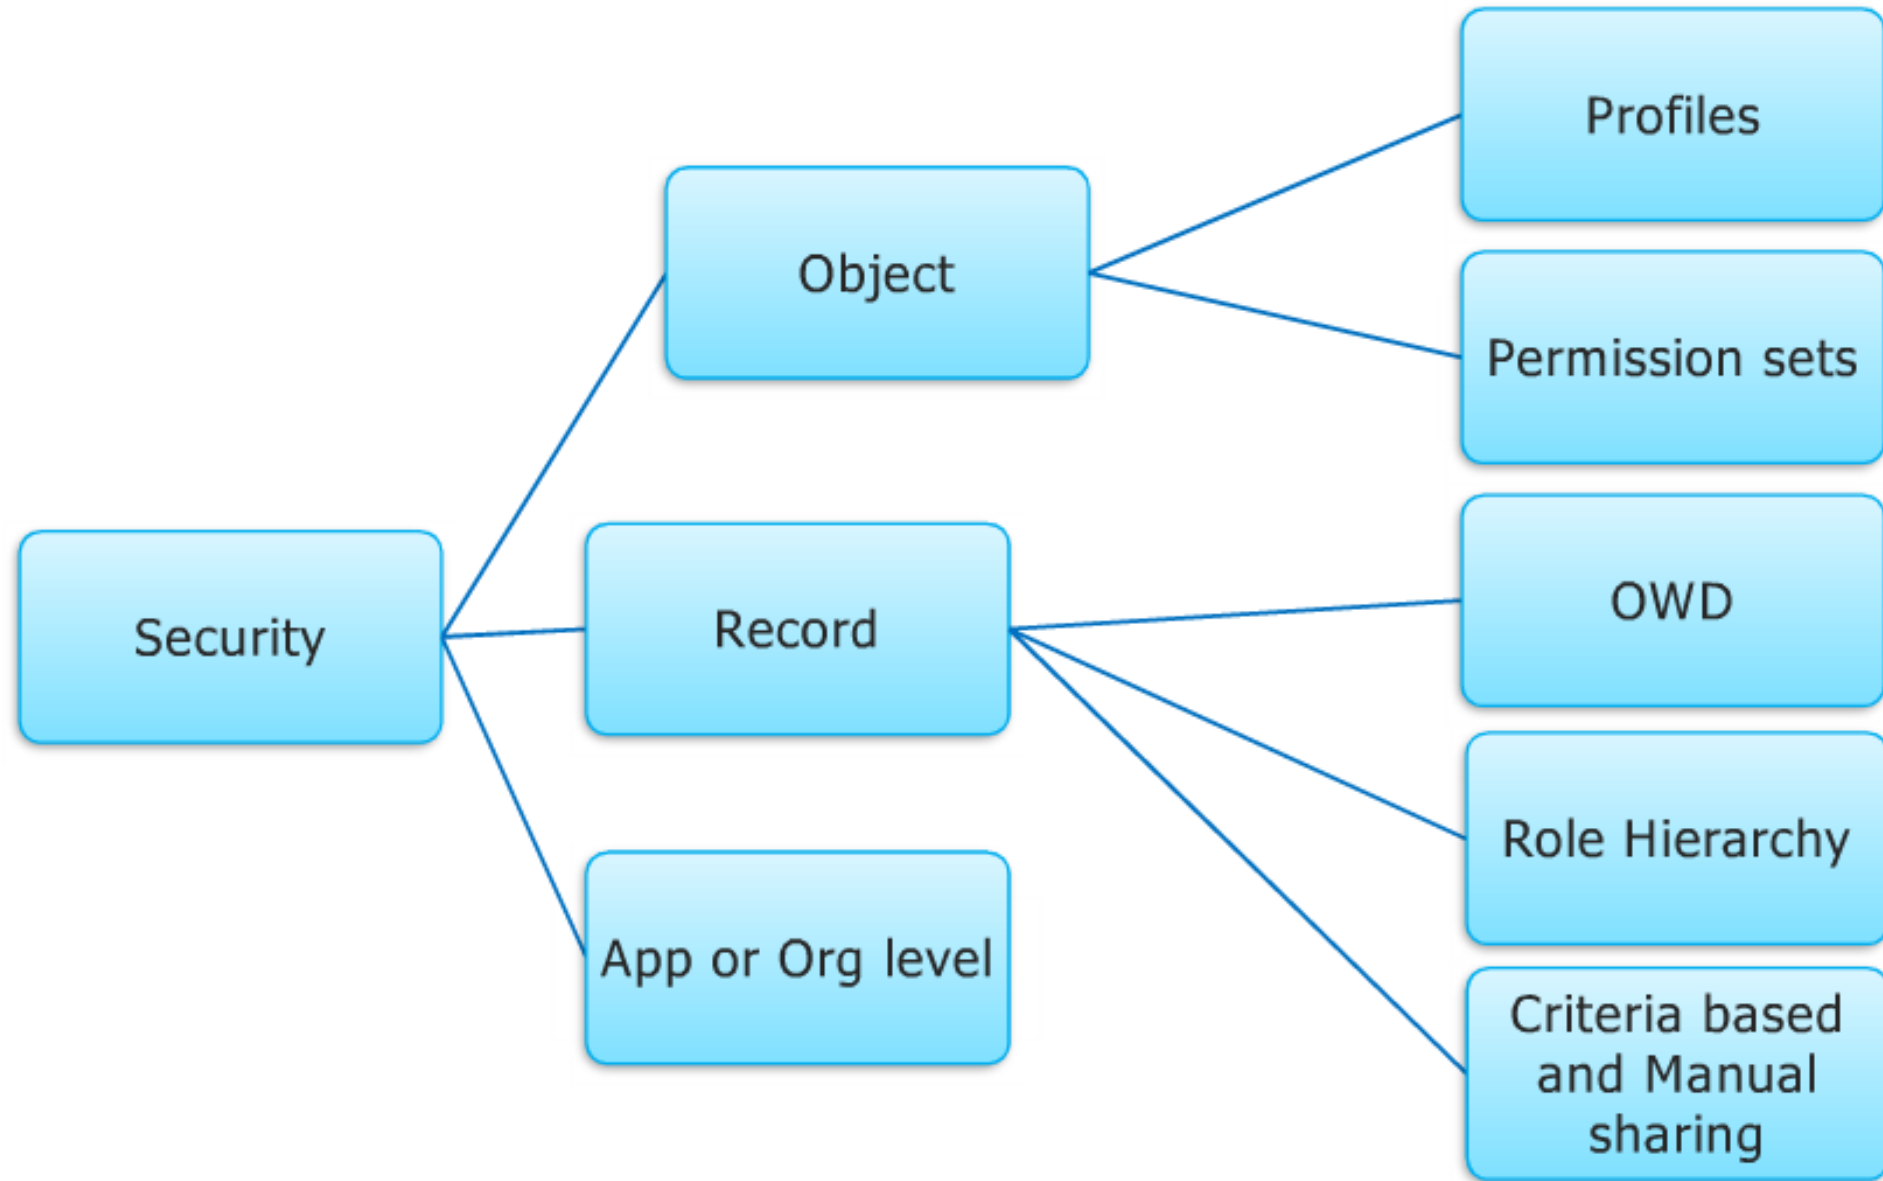 Profiles
Object
Permission sets
Security
Record
OWD
Role Hierarchy
App or Org level
Criteria based
and Manual
sharing